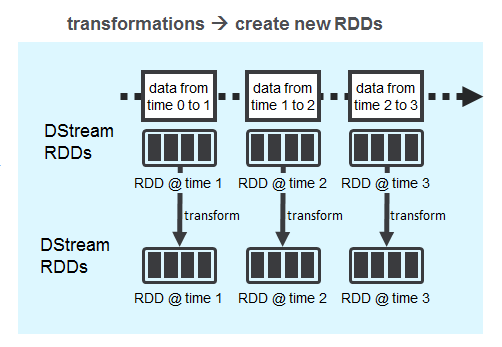 transformations → create new RDDs
data from
time 0 to 1
data from
time 1 to 2
data from
time 2 to 3
DStream
RDDs
RDD @ time 1
RDD @ time 2
RDD @ time 3
transform
transform
transform
DStream
RDDs
RDD @ time 1
RDD @ time 2
RDD @ time 3